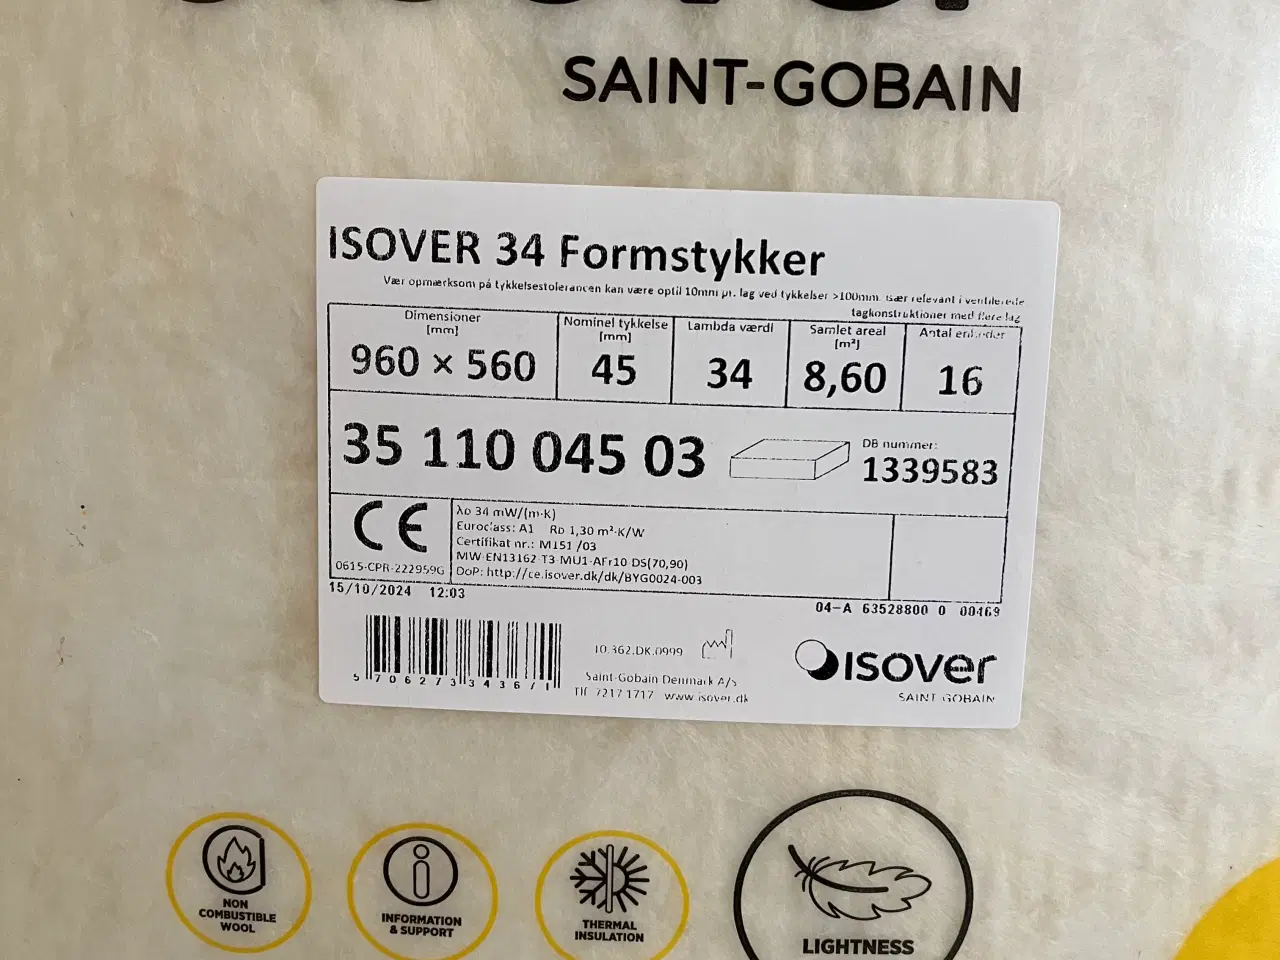 SAINT-GOBAIN
ISOVER 34 Formstykker
Vær opmærksom på tykkelsestolerancen kan være optil 10mm pr. lag ved tykkelser >100mm. især relevant i ventilerede
tagkonstruktioner med flere lag
Dimensioner [mm]
960 × 560
Nominel tykkelse [mm]
45
Lambda værdi
34
Samlet areal [m²]
8,60
Antal enheder
16
35 110 045 03
DB nummer:
1339583
CE
0615-CPR-222959G
λD 34 mW/(m·K)
Euroclass: A1 RD 1,30 m²·K/W
Certifikat nr.: M151 /03
MW-EN13162-T3-MU1-AFr10-DS(70,90)
DoP: http://ce.isover.dk/dk/BYG0024-003
15/10/2024 12:03
04-A 63528800 0 00469
5 706273 343671
10.362.DK.0999
Saint-Gobain Denmark A/S
Tlf 7217 1717 www.isover.dk
isover
SAINT-GOBAIN
NON
COMBUSTIBLE
WOOL
INFORMATION
& SUPPORT
THERMAL
INSULATION
LIGHTNESS